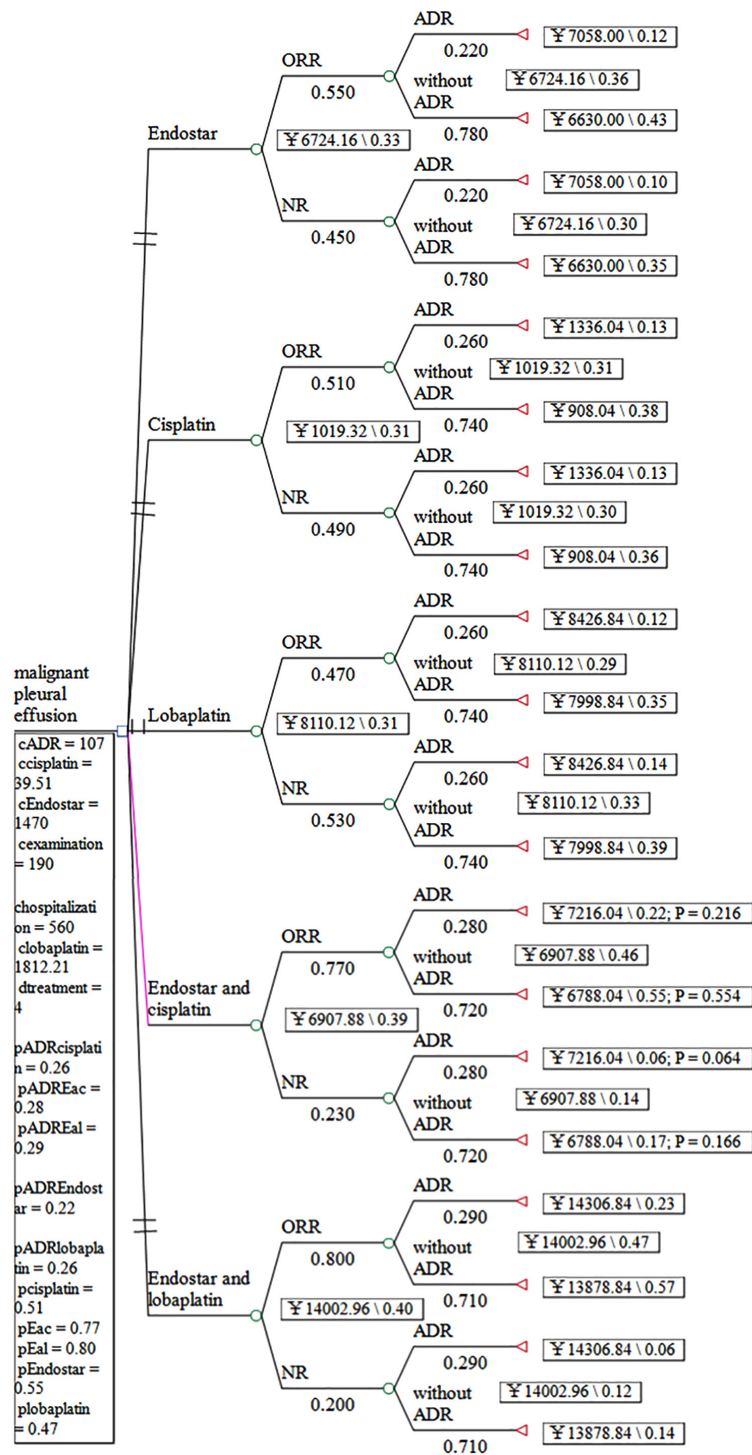 ADR
0.220
¥7058.00 \ 0.12
ORR
0.550
without
ADR
¥6724.16 \ 0.36
0.780
¥6630.00 \ 0.43
Endostar
¥6724.16 \ 0.33
ADR
0.220
¥7058.00 \ 0.10
NR
0.450
without
ADR
¥6724.16 \ 0.30
0.780
¥6630.00 \ 0.35
ADR
0.260
¥1336.04 \ 0.13
ORR
0.510
without
ADR
¥1019.32 \ 0.31
0.740
¥908.04 \ 0.38
Cisplatin
¥1019.32 \ 0.31
ADR
0.260
¥1336.04 \ 0.13
NR
0.490
without
ADR
¥1019.32 \ 0.30
0.740
¥908.04 \ 0.36
ADR
0.260
¥8426.84 \ 0.12
ORR
0.470
without
ADR
¥8110.12 \ 0.29
0.740
¥7998.84 \ 0.35
Lobaplatin
¥8110.12 \ 0.31
ADR
0.260
¥8426.84 \ 0.14
NR
0.530
without
ADR
¥8110.12 \ 0.33
0.740
¥7998.84 \ 0.39
malignant
pleural
effusion
cADR = 107
ccisplatin =
39.51
cEndostar =
1470
cexamination
= 190
chospitalizati
on = 560
clobaplatin =
1812.21
dtreatment =
4
pADRcisplati
n = 0.26
pADREac =
0.28
pADREal =
0.29
pADREndost
ar = 0.22
pADRlobapla
tin = 0.26
pcisplatin =
0.51
pEac = 0.77
pEal = 0.80
pEndostar =
0.55
plobaplatin
= 0.47
ADR
0.280
¥7216.04 \ 0.22; P = 0.216
ORR
0.770
without
ADR
¥6907.88 \ 0.46
0.720
¥6788.04 \ 0.55; P = 0.554
Endostar and
cisplatin
¥6907.88 \ 0.39
ADR
0.280
¥7216.04 \ 0.06; P = 0.064
NR
0.230
without
ADR
¥6907.88 \ 0.14
0.720
¥6788.04 \ 0.17; P = 0.166
ADR
0.290
¥14306.84 \ 0.23
ORR
0.800
without
ADR
¥14002.96 \ 0.47
0.710
¥13878.84 \ 0.57
Endostar and
lobaplatin
¥14002.96 \ 0.40
ADR
0.290
¥14306.84 \ 0.06
NR
0.200
without
ADR
¥14002.96 \ 0.12
0.710
¥13878.84 \ 0.14